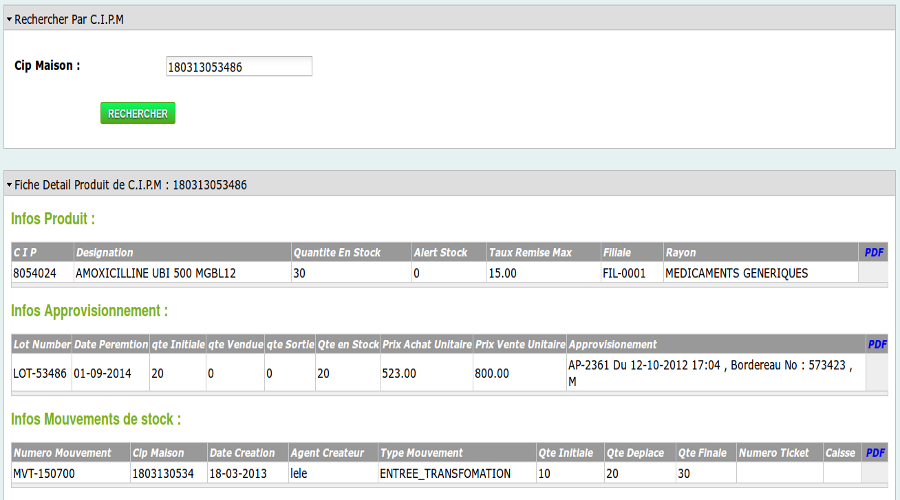 Rechercher Par C.I.P.M
Cip Maison : 180313053486
RECHERCHER
Fiche Detail Produit de C.I.P.M : 180313053486
Infos Produit :
C I P Designation Quantite En Stock Alert Stock Taux Remise Max Filiale Rayon PDF
8054024 AMOXICILLINE UBI 500 MGBL12 30 0 15.00 FIL-0001 MEDICAMENTS GENERIQUES
Infos Approvisionnement :
Lot Number Date Peremtion qte Initiale qte Vendue qte Sortie Qte en Stock Prix Achat Unitaire Prix Vente Unitaire Approvisionement PDF
LOT-53486 01-09-2014 20 0 0 20 523.00 800.00 AP-2361 Du 12-10-2012 17:04 , Bordereau No : 573423 ,
M
Infos Mouvements de stock :
Numero Mouvement Cip Maison Date Creation Agent Createur Type Mouvement Qte Initiale Qte Deplace Qte Finale Numero Ticket Caisse PDF
MVT-150700 1803130534 18-03-2013 lele ENTREE_TRANSFOMATION 10 20 30